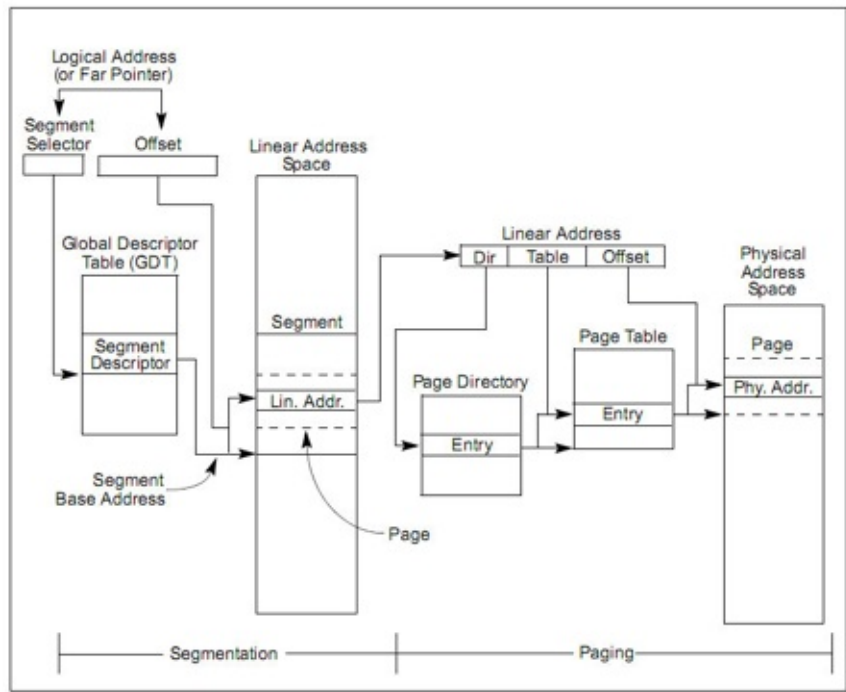 Logical Address
(or Far Pointer)
Segment
Selector
Offset
Linear Address
Space
Global Descriptor
Table (GDT)
Segment
Descriptor
Segment
Lin. Addr.
Segment
Base Address
Page
Linear Address
Dir
Table
Offset
Physical
Address
Space
Page Table
Page
Page Directory
Phy. Addr.
Entry
Entry
Segmentation
Paging